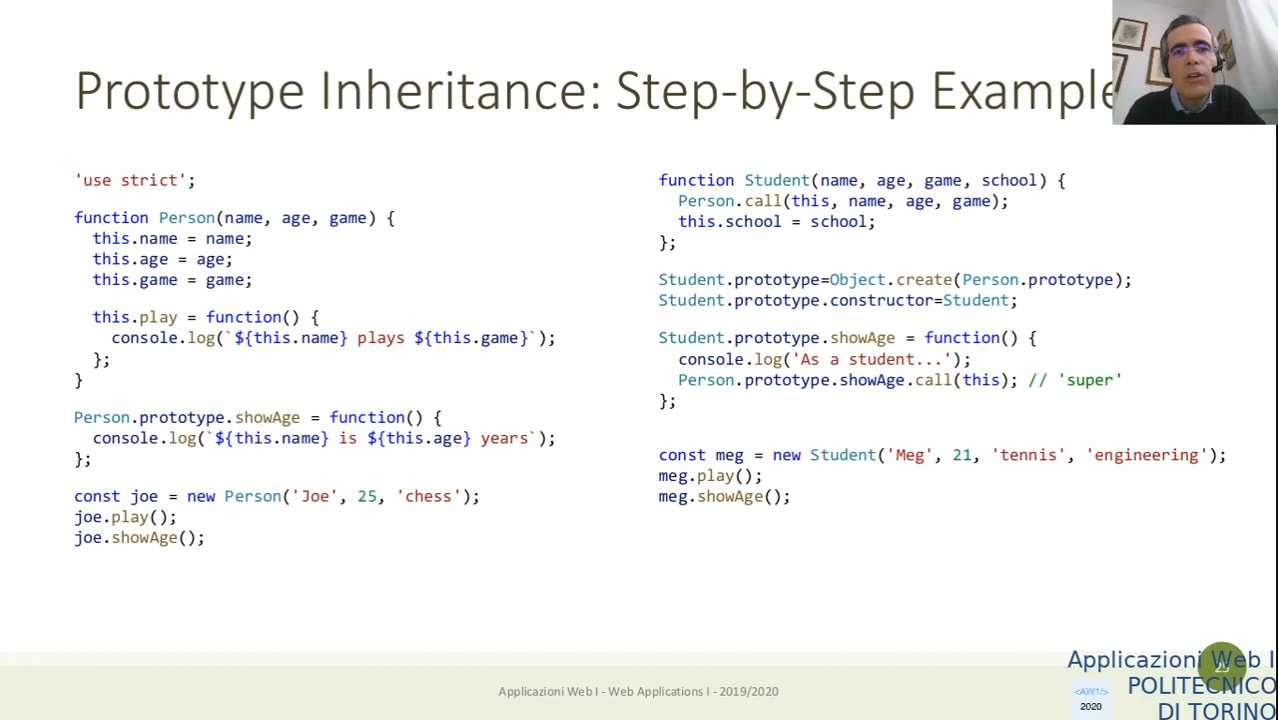 Prototype Inheritance: Step-by-Step Example
'use strict';
function Person(name, age, game) {
this.name = name;
this.age = age;
this.game = game;
this.play = function() {
console.log(`${this.name} plays ${this.game}`);
};
}
Person.prototype.showAge = function() {
console.log(`${this.name} is ${this.age} years`);
};
const joe = new Person('Joe', 25, 'chess');
joe.play();
joe.showAge();
function Student(name, age, game, school) {
Person.call(this, name, age, game);
this.school = school;
};
Student.prototype=Object.create(Person.prototype);
Student.prototype.constructor=Student;
Student.prototype.showAge = function() {
console.log('As a student...');
Person.prototype.showAge.call(this); // 'super'
};
const meg = new Student('Meg', 21, 'tennis', 'engineering');
meg.play();
meg.showAge();
Applicazioni Web I - Web Applications I - 2019/2020
Applicazioni Web I
POLITECNICO
DI TORINO
<AW1/>
2020